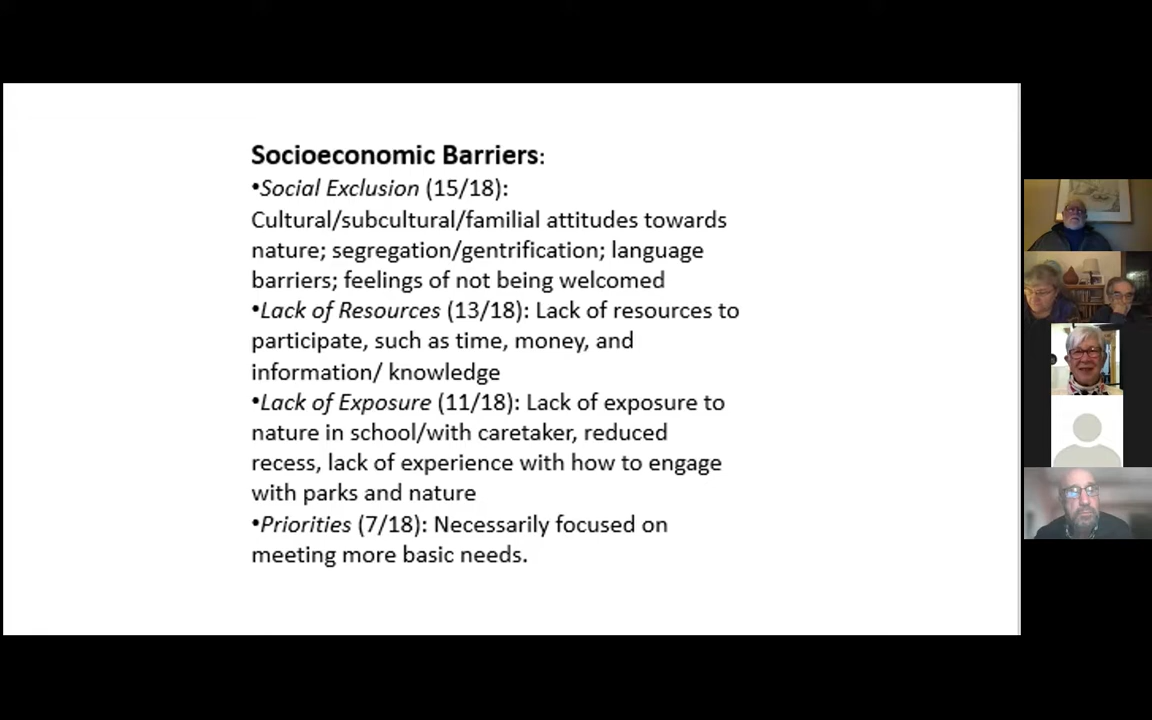 Socioeconomic Barriers:
•Social Exclusion (15/18):
Cultural/subcultural/familial attitudes towards
nature; segregation/gentrification; language
barriers; feelings of not being welcomed
•Lack of Resources (13/18): Lack of resources to
participate, such as time, money, and
information/ knowledge
•Lack of Exposure (11/18): Lack of exposure to
nature in school/with caretaker, reduced
recess, lack of experience with how to engage
with parks and nature
•Priorities (7/18): Necessarily focused on
meeting more basic needs.